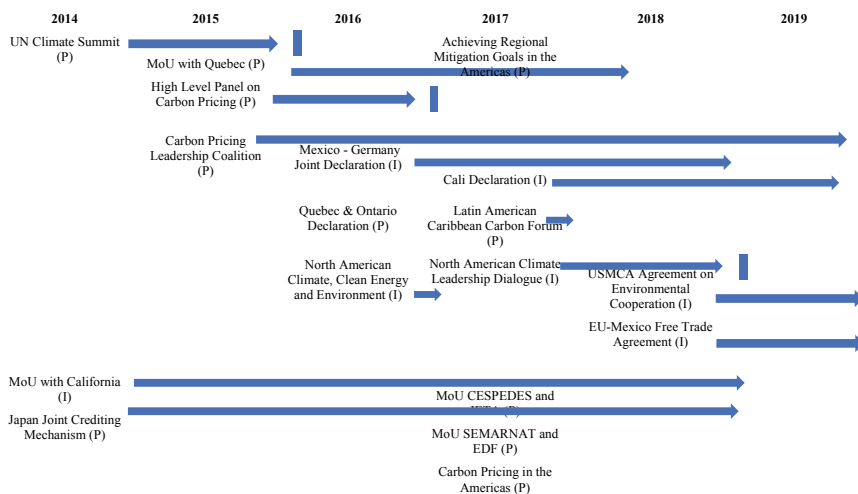 2014 2015 2016 2017 2018 2019
UN Climate Summit
(P)
MoU with Quebec (P)
Achieving Regional
Mitigation Goals in the
Americas (P)
High Level Panel on
Carbon Pricing (P)
Carbon Pricing
Leadership Coalition
(P)
Mexico - Germany
Joint Declaration (I)
Cali Declaration (I)
Quebec & Ontario
Declaration (P)
Latin American
Caribbean Carbon Forum
(P)
North American
Climate, Clean Energy
and Environment (I)
North American Climate
Leadership Dialogue (I)
USMCA Agreement on
Environmental
Cooperation (I)
EU-Mexico Free Trade
Agreement (I)
MoU with California
(I)
Japan Joint Crediting
Mechanism (P)
MoU CESPEDES and
IETA (P)
MoU SEMARNAT and
EDF (P)
Carbon Pricing in the
Americas (P)